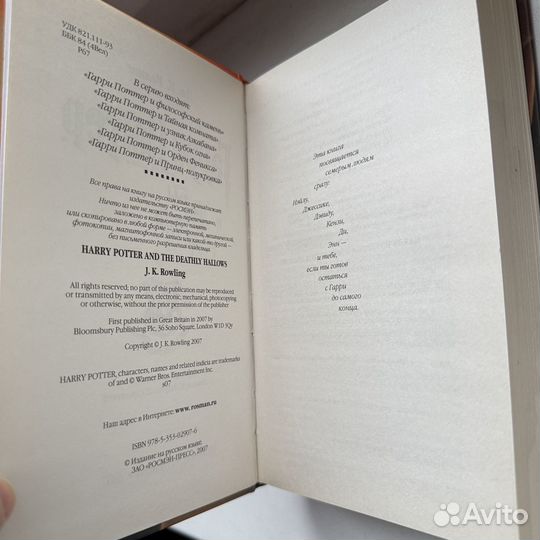 УДК 821.111-93
ББК 84 (4Вел)
Р67
В серию входят:
«Гарри Поттер и философский камень»
«Гарри Поттер и Тайная комната»
«Гарри Поттер и узник Азкабана»
«Гарри Поттер и Кубок огня»
«Гарри Поттер и Орден Феникса»
«Гарри Поттер и Принц-полукровка»
Все права на книгу на русском языке принадлежат
издательству «РОСМЭН».
Ничто из нее не может быть перепечатано,
заложено в компьютерную память
или скопировано в любой форме — электронной, механической,
фотокопии, магнитофонной записи или какой-то другой —
без письменного разрешения владельца
HARRY POTTER AND THE DEATHLY HALLOWS
J. K. Rowling
All rights reserved; no part of this publication may be reproduced
or transmitted by any means, electronic, mechanical, photocopying
or otherwise, without the prior permission of the publisher
First published in Great Britain in 2007 by
Bloomsbury Publishing Plc, 36 Soho Square, London W1D 3QY
Copyright © J. K. Rowling 2007
HARRY POTTER, characters, names and related indicia are trademarks
of and © Warner Bros. Entertainment Inc.
s07
Наш адрес в Интернете: www.rosman.ru
ISBN 978-5-353-02907-6
© Издание на русском языке.
ЗАО «РОСМЭН-ПРЕСС», 2007
Эта книга
посвящается
семерым людям
сразу:
Нейлу,
Джессике,
Дэвиду,
Кензи,
Ди,
Энн —
и тебе,
если ты готов
остаться
с Гарри
до самого
конца.
Avito